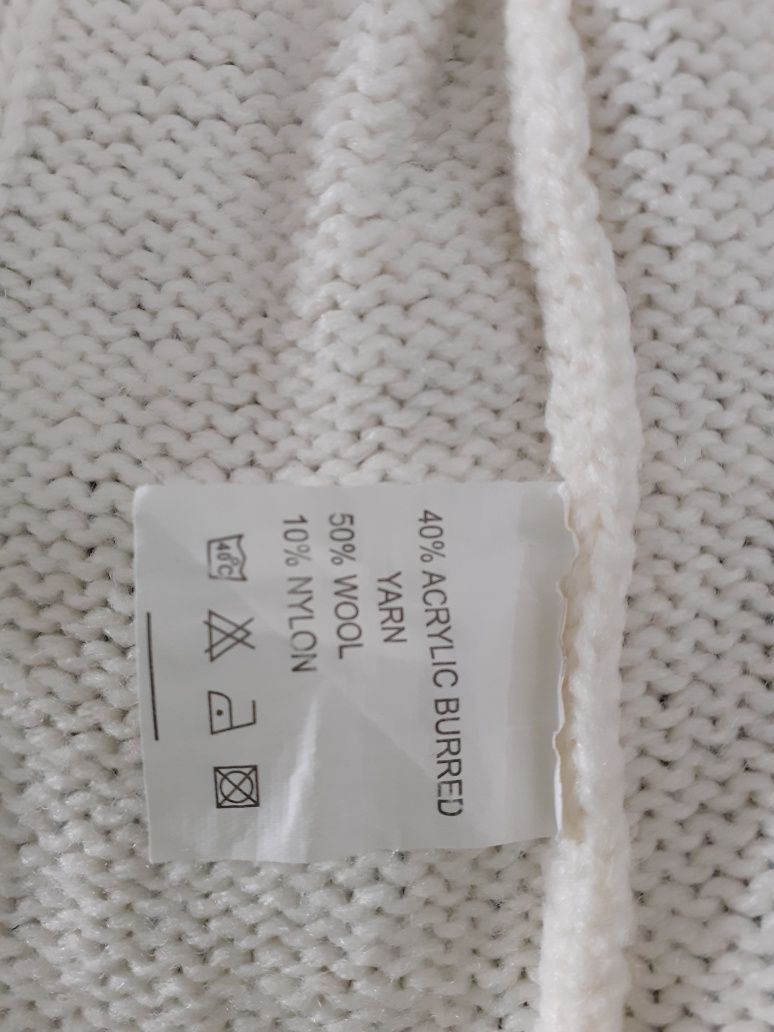 40% ACRYLIC BURRED
YARN
50% WOOL
10% NYLON
40°C